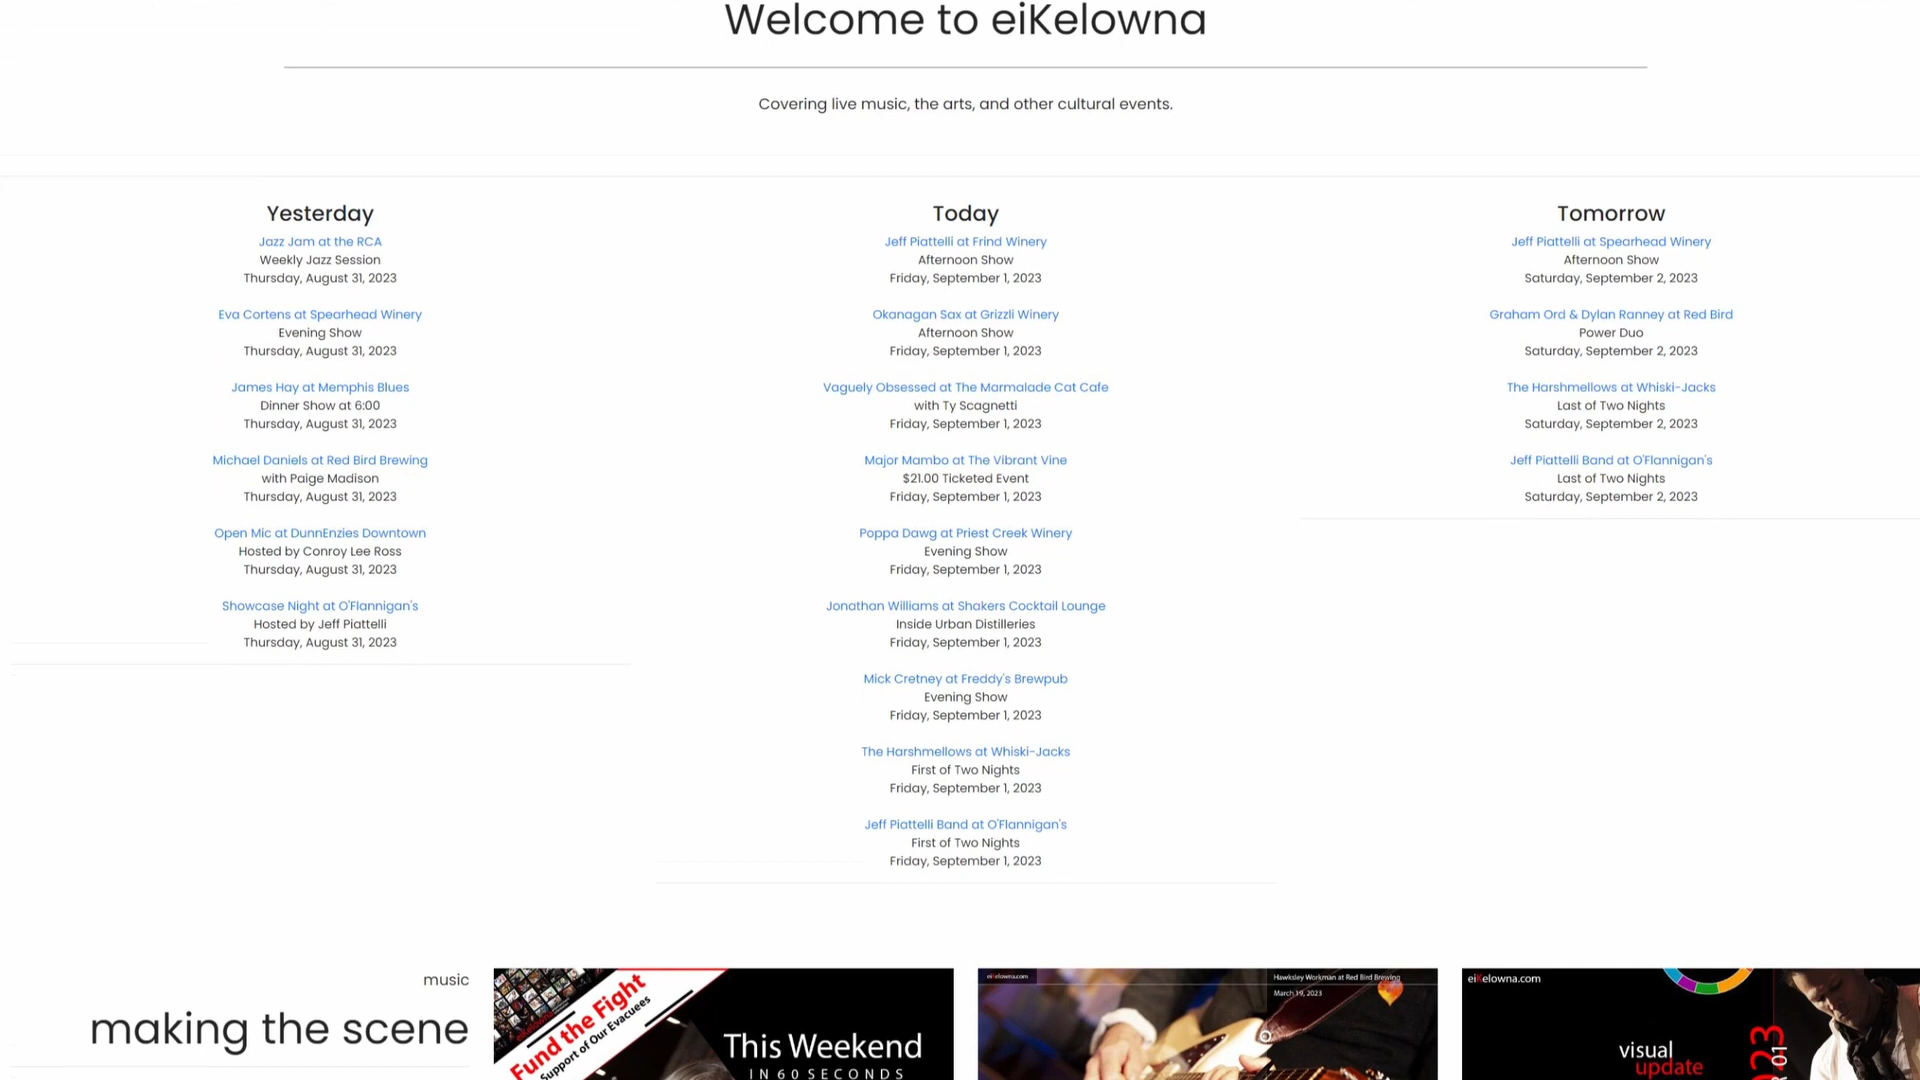 Welcome to eiKelowna
Covering live music, the arts, and other cultural events.
Yesterday
Jazz Jam at the RCA
Weekly Jazz Session
Thursday, August 31, 2023
Eva Cortens at Spearhead Winery
Evening Show
Thursday, August 31, 2023
James Hay at Memphis Blues
Dinner Show at 6:00
Thursday, August 31, 2023
Michael Daniels at Red Bird Brewing
with Paige Madison
Thursday, August 31, 2023
Open Mic at DunnEnzies Downtown
Hosted by Conroy Lee Ross
Thursday, August 31, 2023
Showcase Night at O'Flannigan's
Hosted by Jeff Piattelli
Thursday, August 31, 2023
Today
Jeff Piattelli at Frind Winery
Afternoon Show
Friday, September 1, 2023
Okanagan Sax at Grizzli Winery
Afternoon Show
Friday, September 1, 2023
Vaguely Obsessed at The Marmalade Cat Cafe
with Ty Scagnetti
Friday, September 1, 2023
Major Mambo at The Vibrant Vine
$21.00 Ticketed Event
Friday, September 1, 2023
Poppa Dawg at Priest Creek Winery
Evening Show
Friday, September 1, 2023
Jonathan Williams at Shakers Cocktail Lounge
Inside Urban Distilleries
Friday, September 1, 2023
Mick Cretney at Freddy's Brewpub
Evening Show
Friday, September 1, 2023
The Harshmellows at Whiski-Jacks
First of Two Nights
Friday, September 1, 2023
Jeff Piattelli Band at O'Flannigan's
First of Two Nights
Friday, September 1, 2023
Tomorrow
Jeff Piattelli at Spearhead Winery
Afternoon Show
Saturday, September 2, 2023
Graham Ord & Dylan Ranney at Red Bird
Power Duo
Saturday, September 2, 2023
The Harshmellows at Whiski-Jacks
Last of Two Nights
Saturday, September 2, 2023
Jeff Piattelli Band at O'Flannigan's
Last of Two Nights
Saturday, September 2, 2023
music
making the scene
Fund the Fight
Support of Our Evacuees
This Weekend
IN 60 SECONDS
eiKelowna.com
Hawksley Workman at Red Bird Brewing
March 19, 2023
eiKelowna.com
visual
update